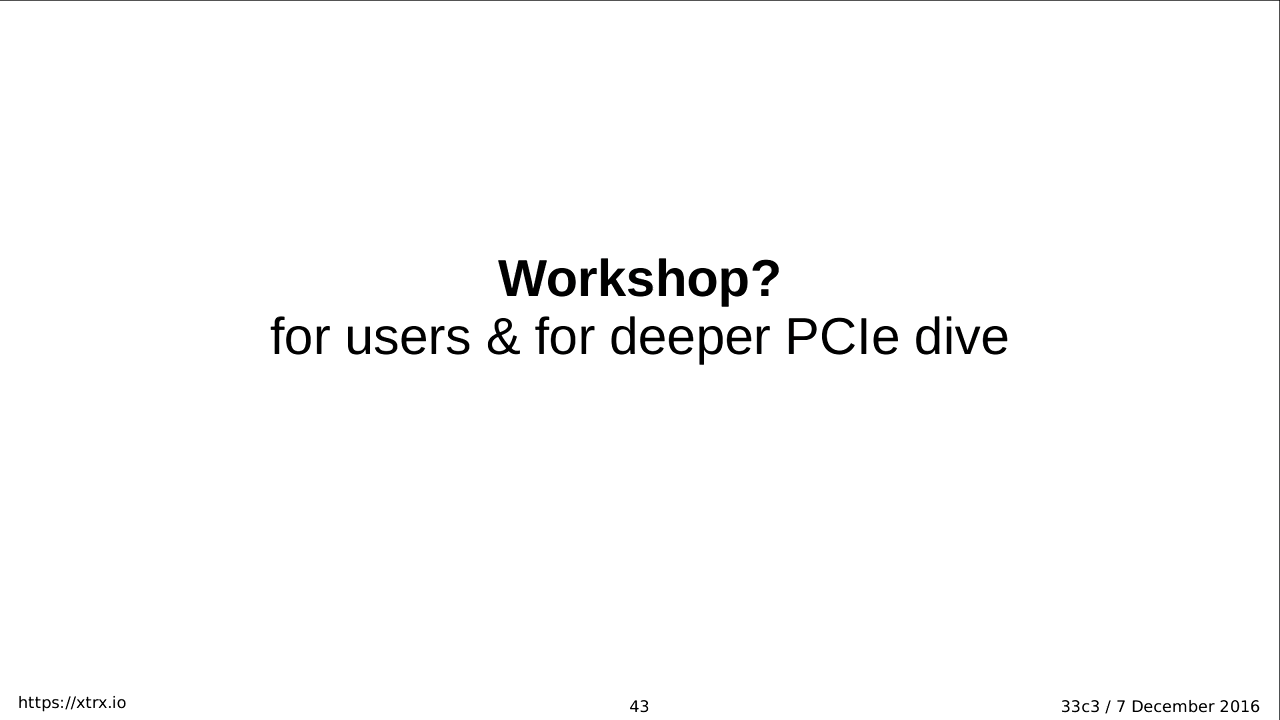 Workshop?
for users & for deeper PCIe dive
https://xtrx.io
43
33c3 / 7 December 2016